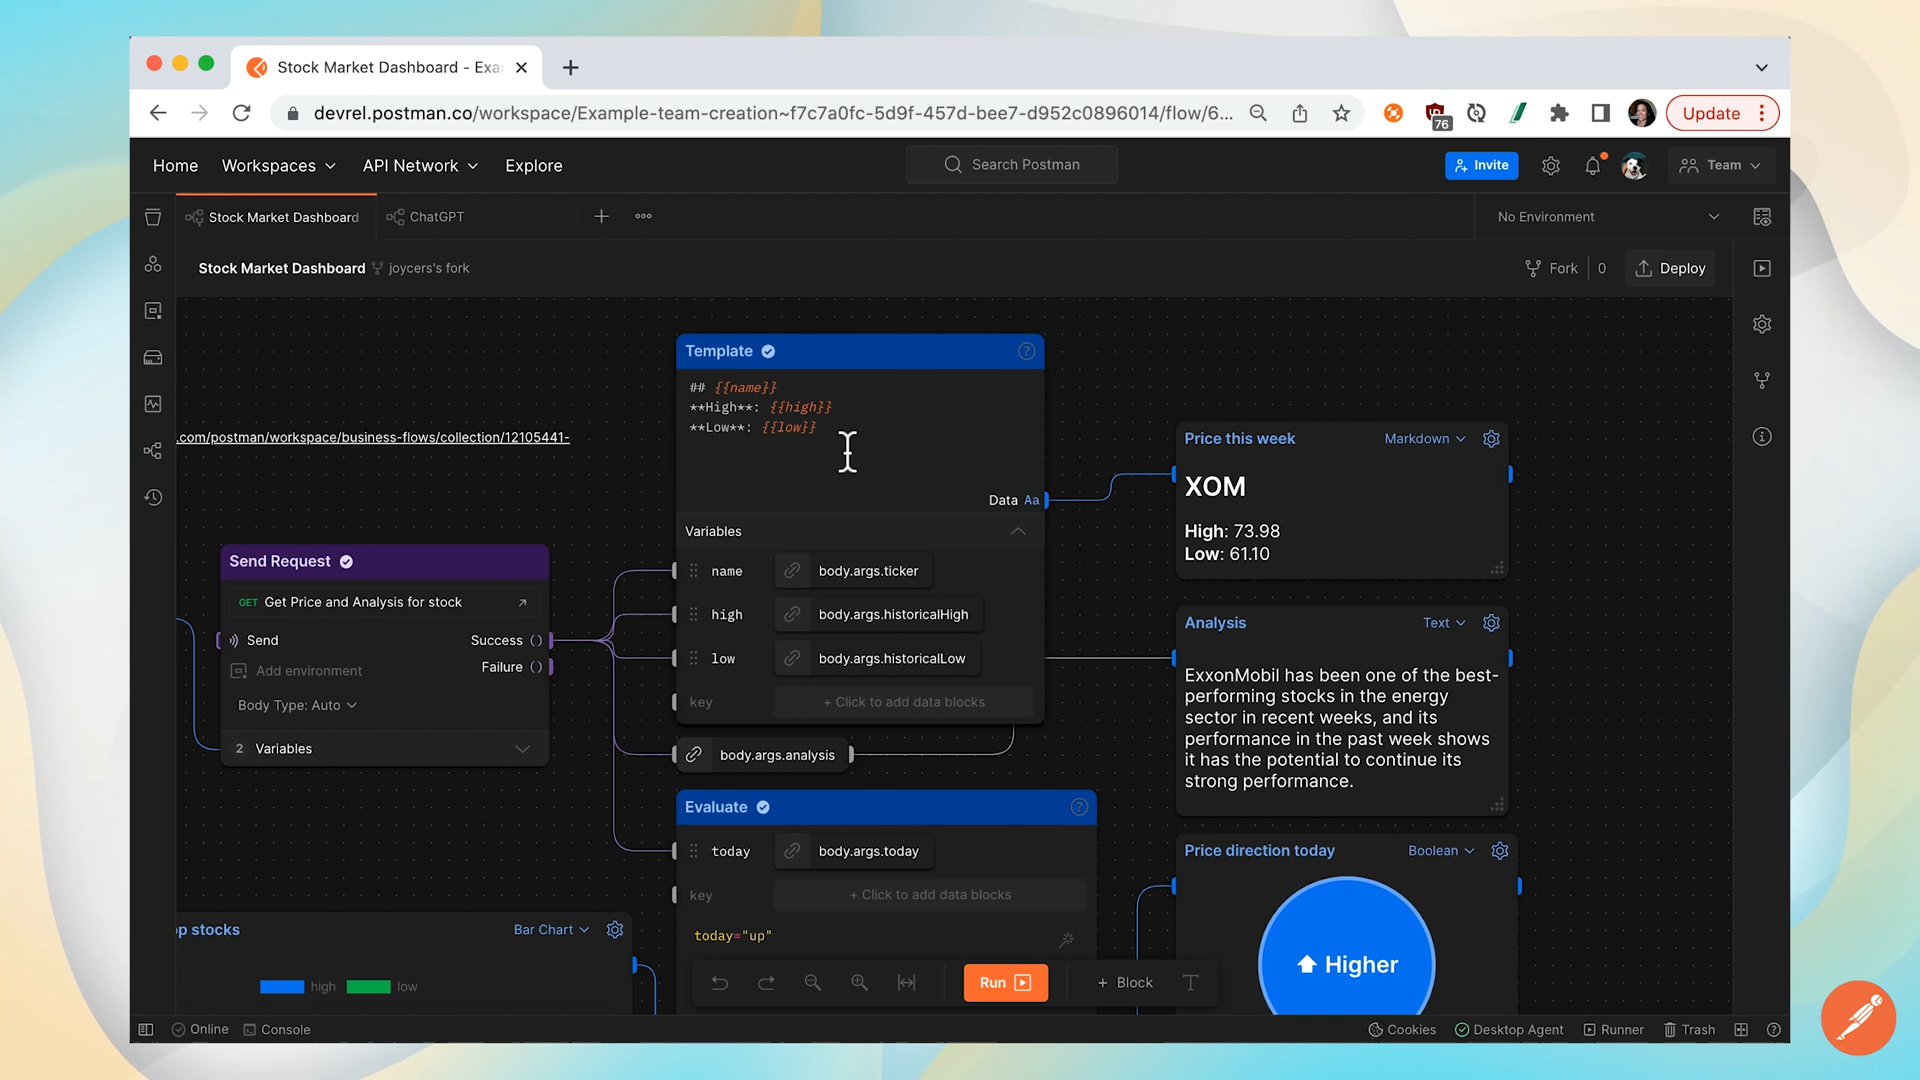 Stock Market Dashboard - Exa
devrel.postman.co/workspace/Example-team-creation~f7c7a0fc-5d9f-457d-bee7-d952c0896014/flow/6...
76
Update
Home
Workspaces
API Network
Explore
Search Postman
Invite
Team
Stock Market Dashboard
ChatGPT
No Environment
Stock Market Dashboard
joycers's fork
Fork
0
Deploy
.com/postman/workspace/business-flows/collection/12105441-
Template
## {{name}}
**High**: {{high}}
**Low**: {{low}}
Data Aa
Variables
name
body.args.ticker
high
body.args.historicalHigh
low
body.args.historicalLow
key
+ Click to add data blocks
Send Request
GET Get Price and Analysis for stock
Send
Success ()
Add environment
Failure ()
Body Type: Auto
2 Variables
body.args.analysis
Evaluate
today
body.args.today
key
+ Click to add data blocks
today="up"
Price this week
Markdown
XOM
High: 73.98
Low: 61.10
Analysis
Text
ExxonMobil has been one of the best-
performing stocks in the energy
sector in recent weeks, and its
performance in the past week shows
it has the potential to continue its
strong performance.
Price direction today
Boolean
Higher
op stocks
Bar Chart
high
low
Run
+ Block
T
Online
Console
Cookies
Desktop Agent
Runner
Trash